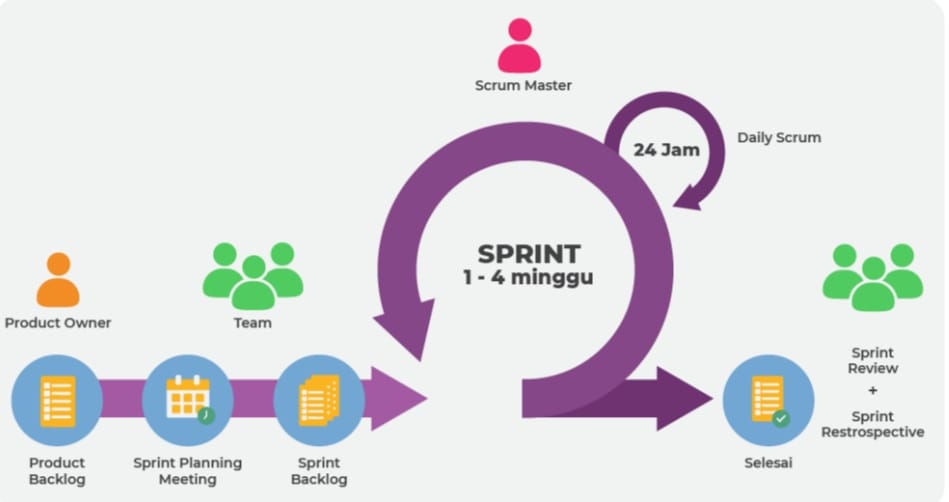 Scrum Master
24 Jam
Daily Scrum
SPRINT
1 - 4 minggu
Product Owner
Team
Product
Backlog
Sprint Planning
Meeting
Sprint
Backlog
Selesai
Sprint
Review
+
Sprint
Restrospective